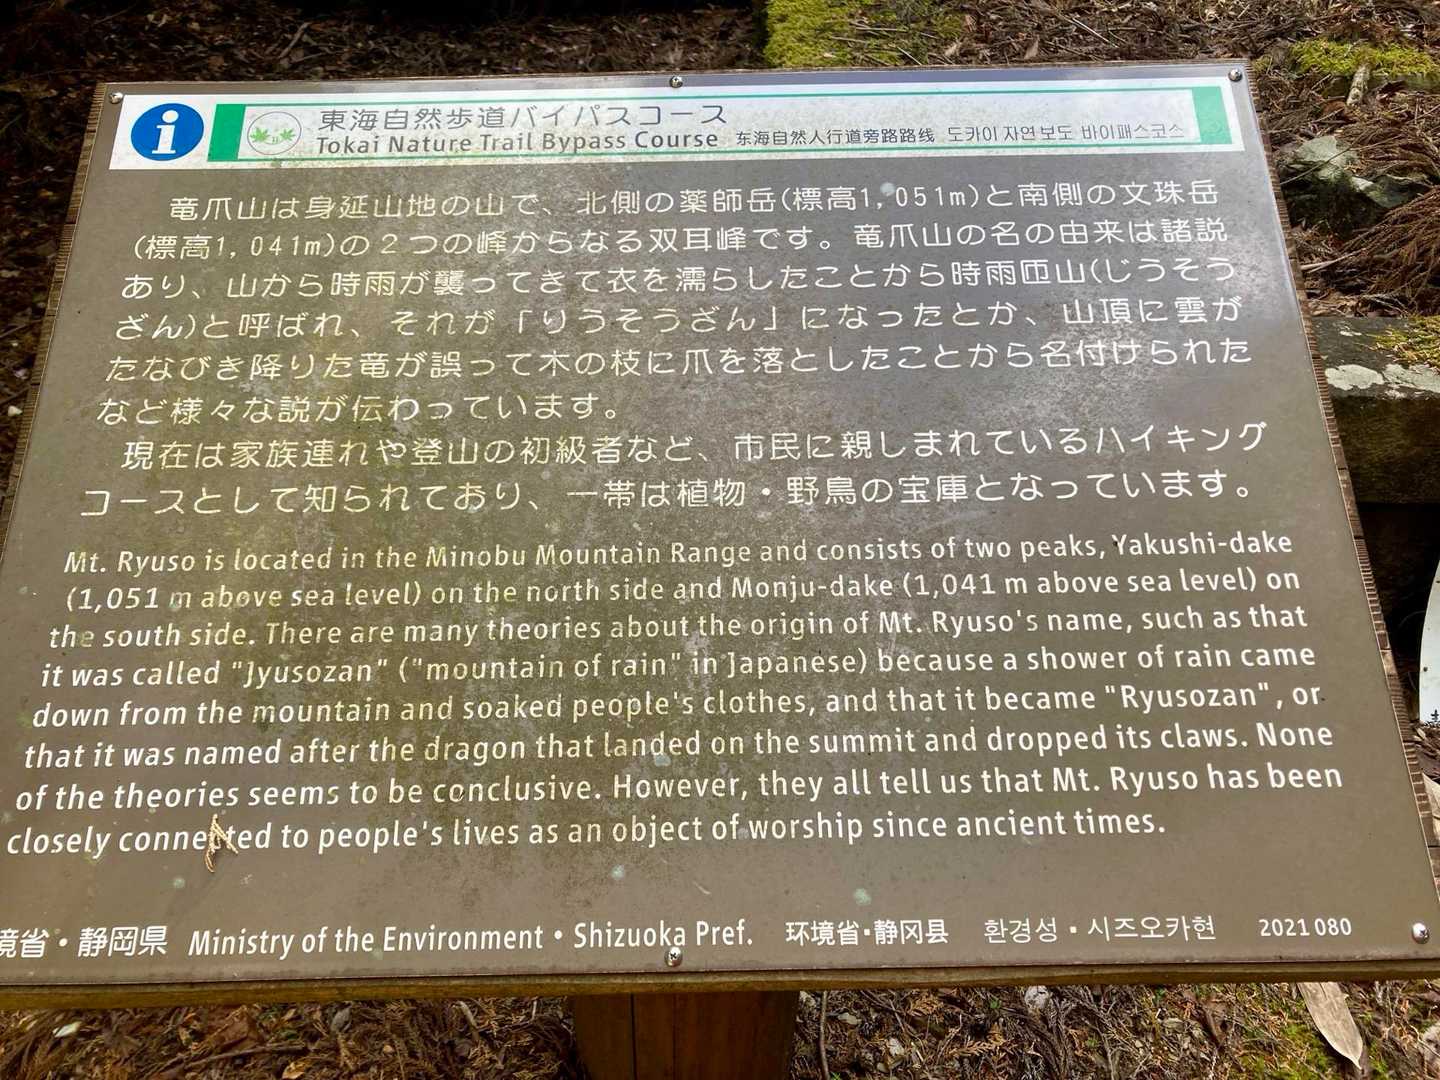 東海自然歩道バイパスコース
Tokai Nature Trail Bypass Course 东海自然人行道旁路路线 도카이 자연 보도 바이패스 코스
竜爪山は身延山地の山で、北側の薬師岳(標高1,051m)と南側の文珠岳
(標高1,041m)の2つの峰からなる双耳峰です。竜爪山の名の由来は諸説
あり、山から時雨が襲ってきて衣を濡らしたことから時雨匝山(じうそう
ざん)と呼ばれ、それが「りうそうざん」になったとか、山頂に雲が
たなびき降りた竜が誤って木の枝に爪を落としたことから名付けられた
など様々な説が伝わっています。
現在は家族連れや登山の初級者など、市民に親しまれているハイキング
コースとして知られており、一帯は植物・野鳥の宝庫となっています。
Mt. Ryuso is located in the Minobu Mountain Range and consists of two peaks, Yakushi-dake
(1,051 m above sea level) on the north side and Monju-dake (1,041 m above sea level) on
the south side. There are many theories about the origin of Mt. Ryuso's name, such as that
it was called "Jyusozan" ("mountain of rain" in Japanese) because a shower of rain came
down from the mountain and soaked people's clothes, and that it became "Ryusozan", or
that it was named after the dragon that landed on the summit and dropped its claws. None
of the theories seems to be conclusive. However, they all tell us that Mt. Ryuso has been
closely connected to people's lives as an object of worship since ancient times.
境省・静岡県 Ministry of the Environment・Shizuoka Pref. 环境省·静冈县 환경성・시즈오카현 2021 080